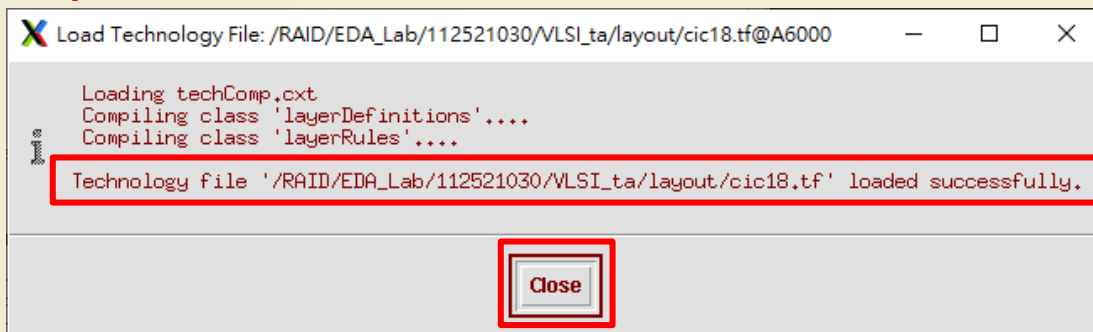 Load Technology File: /RAID/EDA_Lab/112521030/VLSI_ta/layout/cic18.tf@A6000
Loading techComp.cxt
Compiling class 'layerDefinitions'....
Compiling class 'layerRules'....
Technology file '/RAID/EDA_Lab/112521030/VLSI_ta/layout/cic18.tf' loaded successfully.
Close